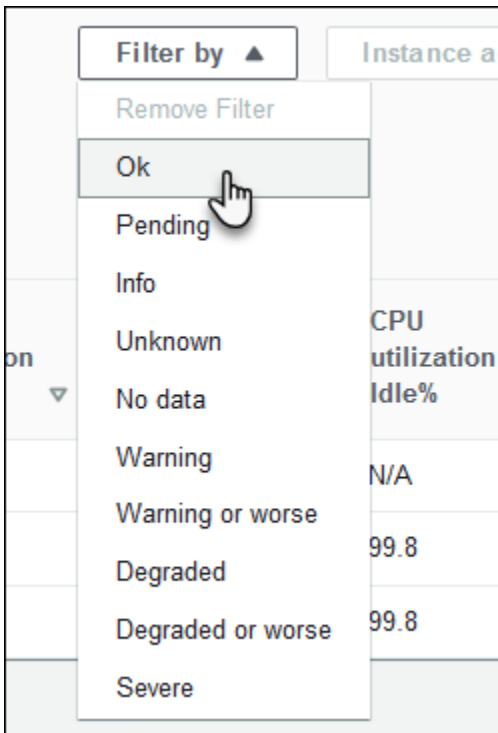 Filter by ▲
Instance a
Remove Filter
Ok
Pending
Info
Unknown
No data
Warning
Warning or worse
Degraded
Degraded or worse
Severe
on
CPU
utilization
Idle%
N/A
99.8
99.8